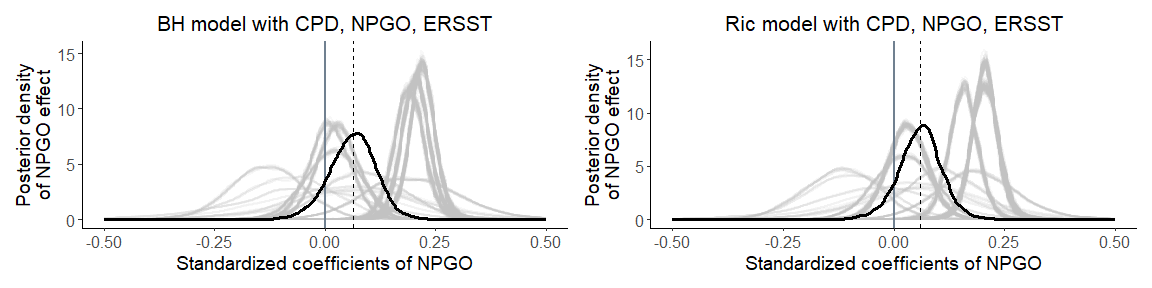 BH model with CPD, NPGO, ERSST
Posterior density
of NPGO effect
15
10
5
0
-0.50
-0.25
0.00
0.25
0.50
Standardized coefficients of NPGO
Ric model with CPD, NPGO, ERSST
Posterior density
of NPGO effect
15
10
5
0
-0.50
-0.25
0.00
0.25
0.50
Standardized coefficients of NPGO